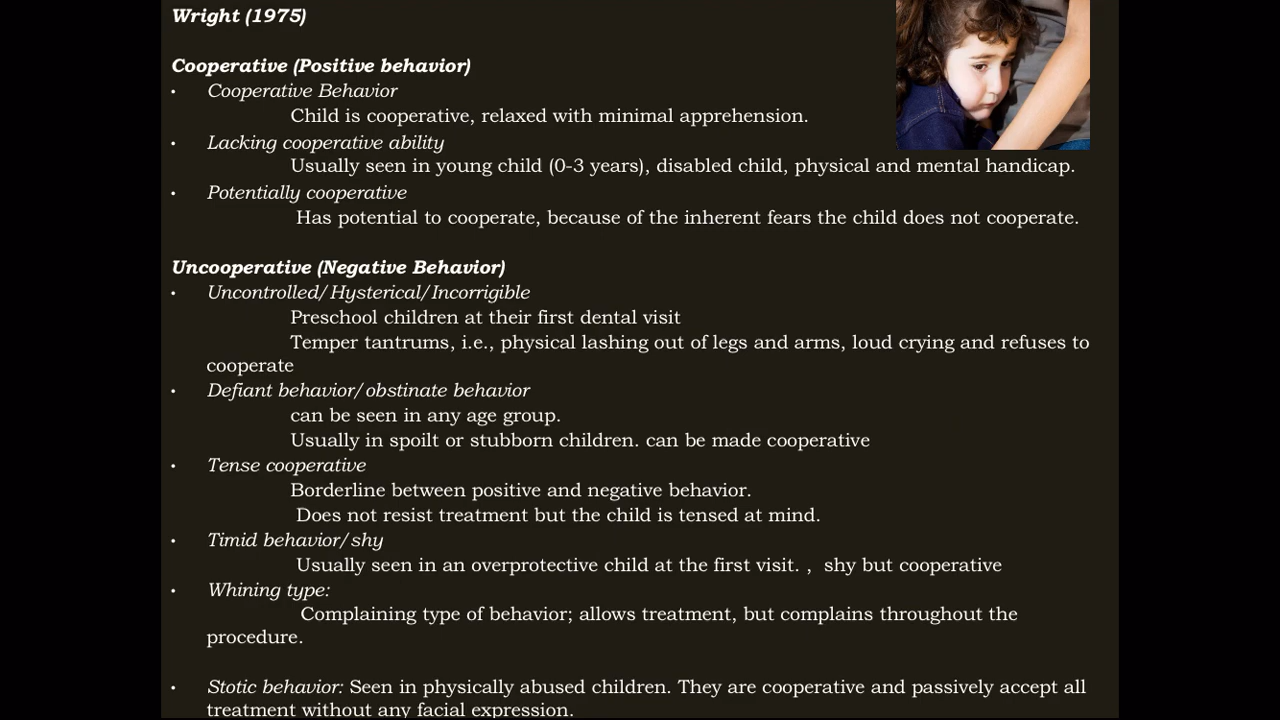 Wright (1975)
Cooperative (Positive behavior)
• Cooperative Behavior
Child is cooperative, relaxed with minimal apprehension.
• Lacking cooperative ability
Usually seen in young child (0-3 years), disabled child, physical and mental handicap.
• Potentially cooperative
Has potential to cooperate, because of the inherent fears the child does not cooperate.
Uncooperative (Negative Behavior)
• Uncontrolled/Hysterical/Incorrigible
Preschool children at their first dental visit
Temper tantrums, i.e., physical lashing out of legs and arms, loud crying and refuses to
cooperate
• Defiant behavior/obstinate behavior
can be seen in any age group.
Usually in spoilt or stubborn children. can be made cooperative
• Tense cooperative
Borderline between positive and negative behavior.
Does not resist treatment but the child is tensed at mind.
• Timid behavior/shy
Usually seen in an overprotective child at the first visit. , shy but cooperative
• Whining type:
Complaining type of behavior; allows treatment, but complains throughout the
procedure.
• Stotic behavior: Seen in physically abused children. They are cooperative and passively accept all
treatment without any facial expression.